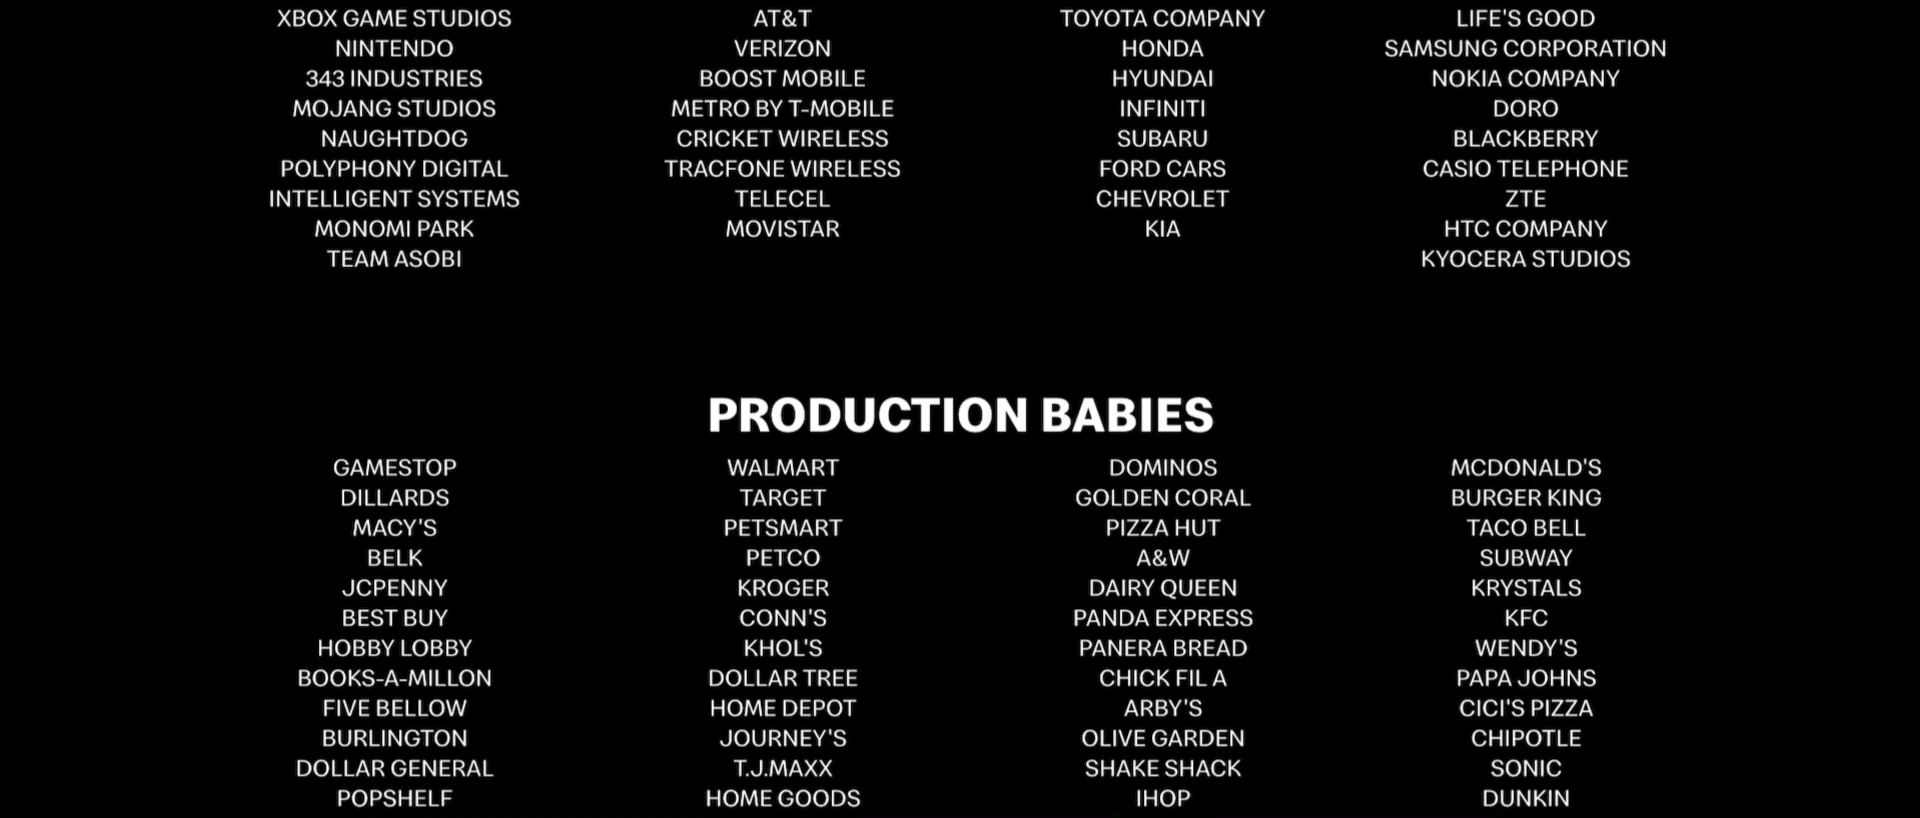 XBOX GAME STUDIOS
NINTENDO
343 INDUSTRIES
MOJANG STUDIOS
NAUGHTDOG
POLYPHONY DIGITAL
INTELLIGENT SYSTEMS
MONOMI PARK
TEAM ASOBI
AT&T
VERIZON
BOOST MOBILE
METRO BY T-MOBILE
CRICKET WIRELESS
TRACFONE WIRELESS
TELECEL
MOVISTAR
TOYOTA COMPANY
HONDA
HYUNDAI
INFINITI
SUBARU
FORD CARS
CHEVROLET
KIA
LIFE'S GOOD
SAMSUNG CORPORATION
NOKIA COMPANY
DORO
BLACKBERRY
CASIO TELEPHONE
ZTE
HTC COMPANY
KYOCERA STUDIOS
PRODUCTION BABIES
GAMESTOP
DILLARDS
MACY'S
BELK
JCPENNY
BEST BUY
HOBBY LOBBY
BOOKS-A-MILLON
FIVE BELLOW
BURLINGTON
DOLLAR GENERAL
POPSHELF
WALMART
TARGET
PETSMART
PETCO
KROGER
CONN'S
KHOL'S
DOLLAR TREE
HOME DEPOT
JOURNEY'S
T.J.MAXX
HOME GOODS
DOMINOS
GOLDEN CORAL
PIZZA HUT
A&W
DAIRY QUEEN
PANDA EXPRESS
PANERA BREAD
CHICK FIL A
ARBY'S
OLIVE GARDEN
SHAKE SHACK
IHOP
MCDONALD'S
BURGER KING
TACO BELL
SUBWAY
KRYSTALS
KFC
WENDY'S
PAPA JOHNS
CICI'S PIZZA
CHIPOTLE
SONIC
DUNKIN